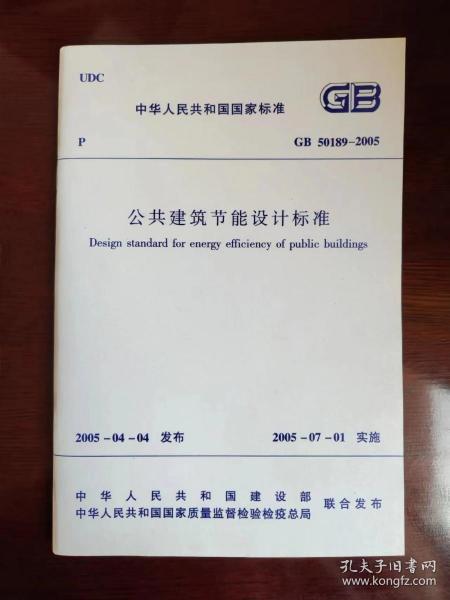 UDC
中华人民共和国国家标准
GB
P
GB 50189-2005
公共建筑节能设计标准
Design standard for energy efficiency of public buildings
2005-04-04 发布
2005-07-01 实施
中华人民共和国建设部
中华人民共和国国家质量监督检验检疫总局
联合发布
孔夫子旧书网
www.kongfz.com